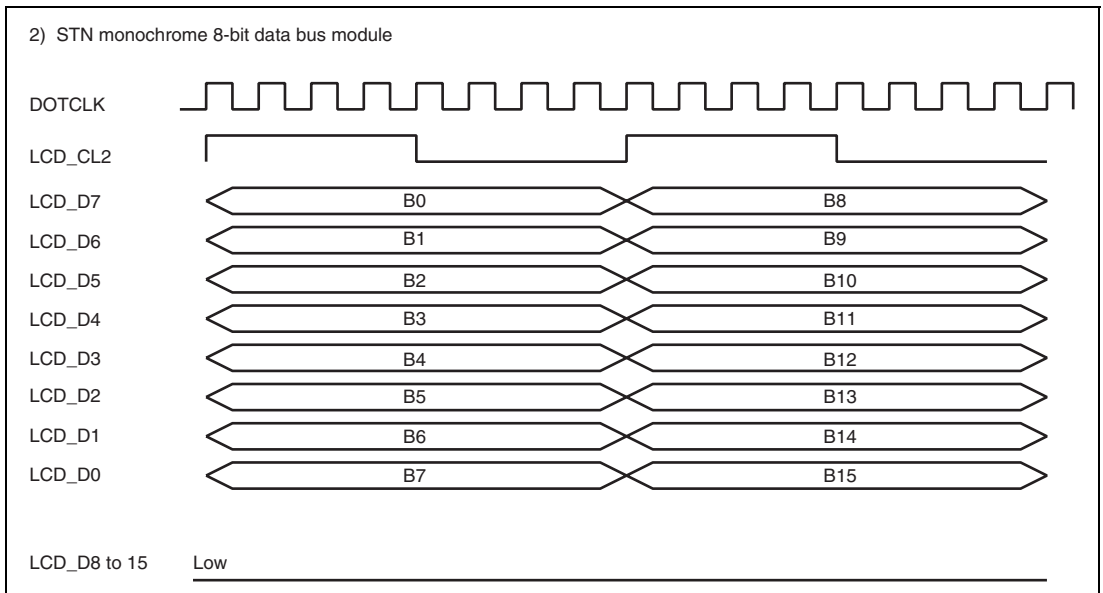 2) STN monochrome 8-bit data bus module
DOTCLK
LCD_CL2
LCD_D7 B0 B8
LCD_D6 B1 B9
LCD_D5 B2 B10
LCD_D4 B3 B11
LCD_D3 B4 B12
LCD_D2 B5 B13
LCD_D1 B6 B14
LCD_D0 B7 B15
LCD_D8 to 15 Low